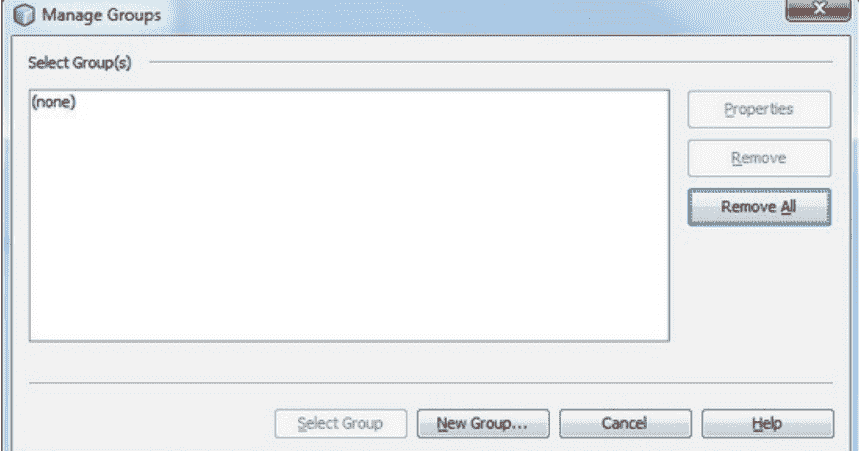 Manage Groups
Select Group(s)
(none)
Properties
Remove
Remove All
Select Group
New Group...
Cancel
Help